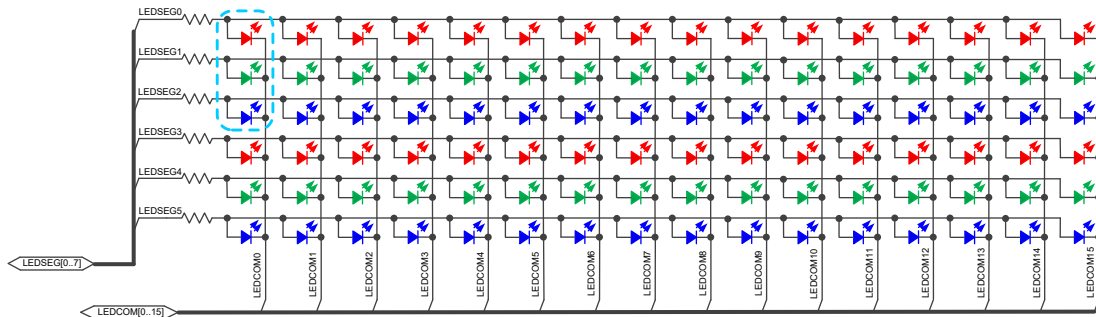 LEDSEG0
LEDSEG1
LEDSEG2
LEDSEG3
LEDSEG4
LEDSEG5
LEDSEG[0..7]
LEDCOM0
LEDCOM1
LEDCOM2
LEDCOM3
LEDCOM4
LEDCOM5
LEDCOM6
LEDCOM7
LEDCOM8
LEDCOM9
LEDCOM10
LEDCOM11
LEDCOM12
LEDCOM13
LEDCOM14
LEDCOM15
LEDCOM[0..15]